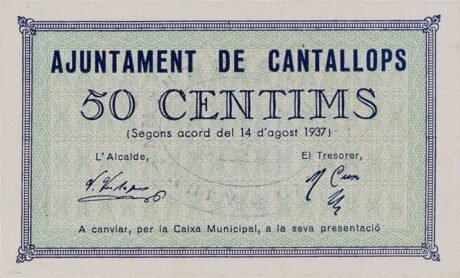 AJUNTAMENT DE CANTALLOPS
50 CENTIMS
(Segons acord del 14 d'agost 1937)
L'Alcalde, El Tresorer,
A canviar, per la Caixa Municipal, a la seva presentació